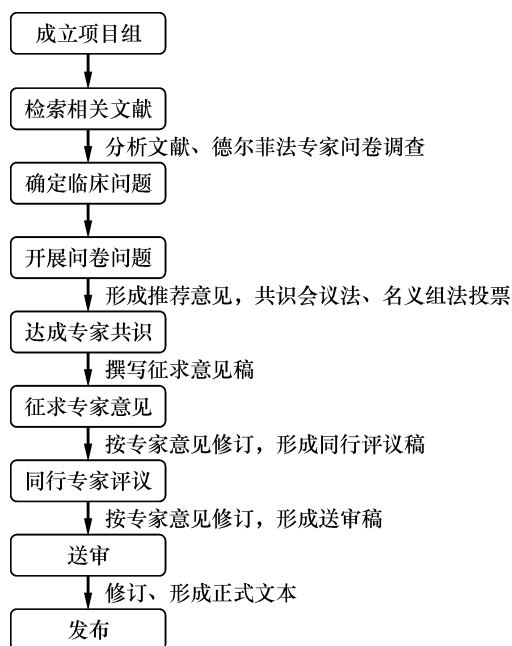 成立项目组
检索相关文献
分析文献、德尔菲法专家问卷调查
确定临床问题
开展问卷问题
形成推荐意见，共识会议法、名义组法投票
达成专家共识
撰写征求意见稿
征求专家意见
按专家意见修订，形成同行评议稿
同行专家评议
按专家意见修订，形成送审稿
送审
修订、形成正式文本
发布